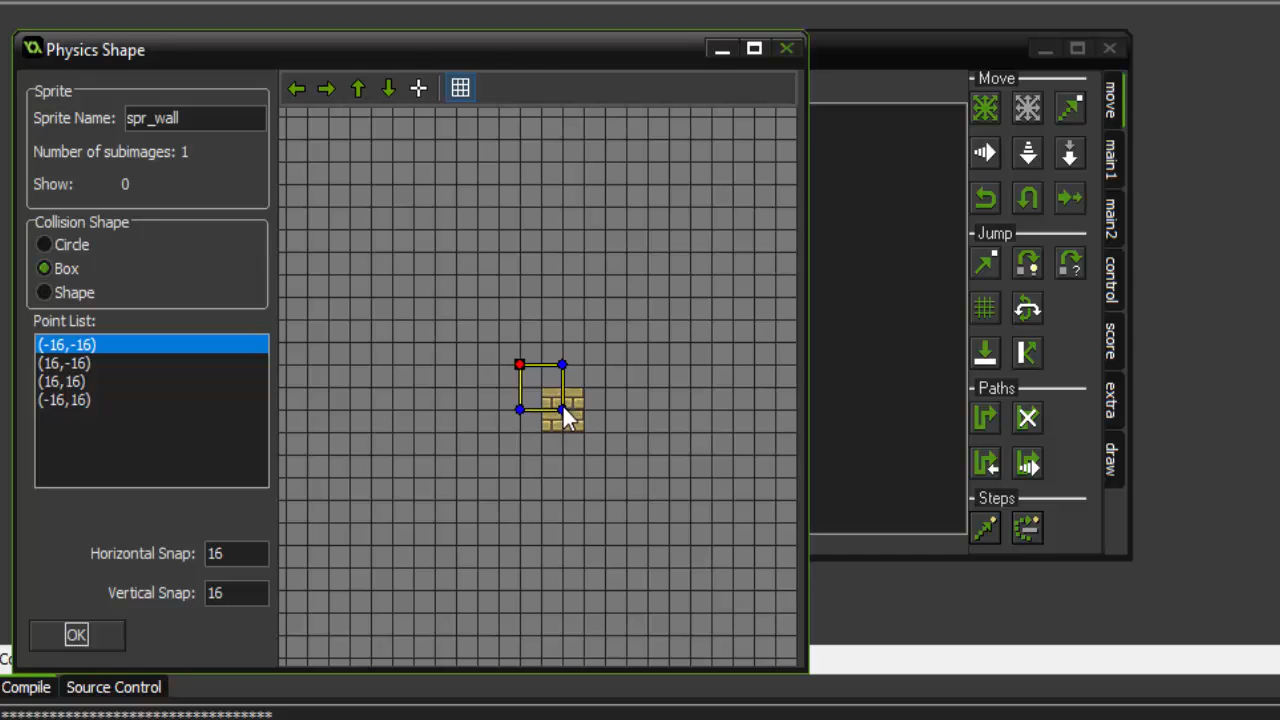 Physics Shape
Sprite
Sprite Name: spr_wall
Number of subimages: 1
Show: 0
Collision Shape
Circle
Box
Shape
Point List:
(-16,-16)
(16,-16)
(16,16)
(-16,16)
Horizontal Snap: 16
Vertical Snap: 16
OK
Move
Jump
?
Paths
Steps
move
main1
main2
control
score
extra
draw
Compile
Source Control
********************************